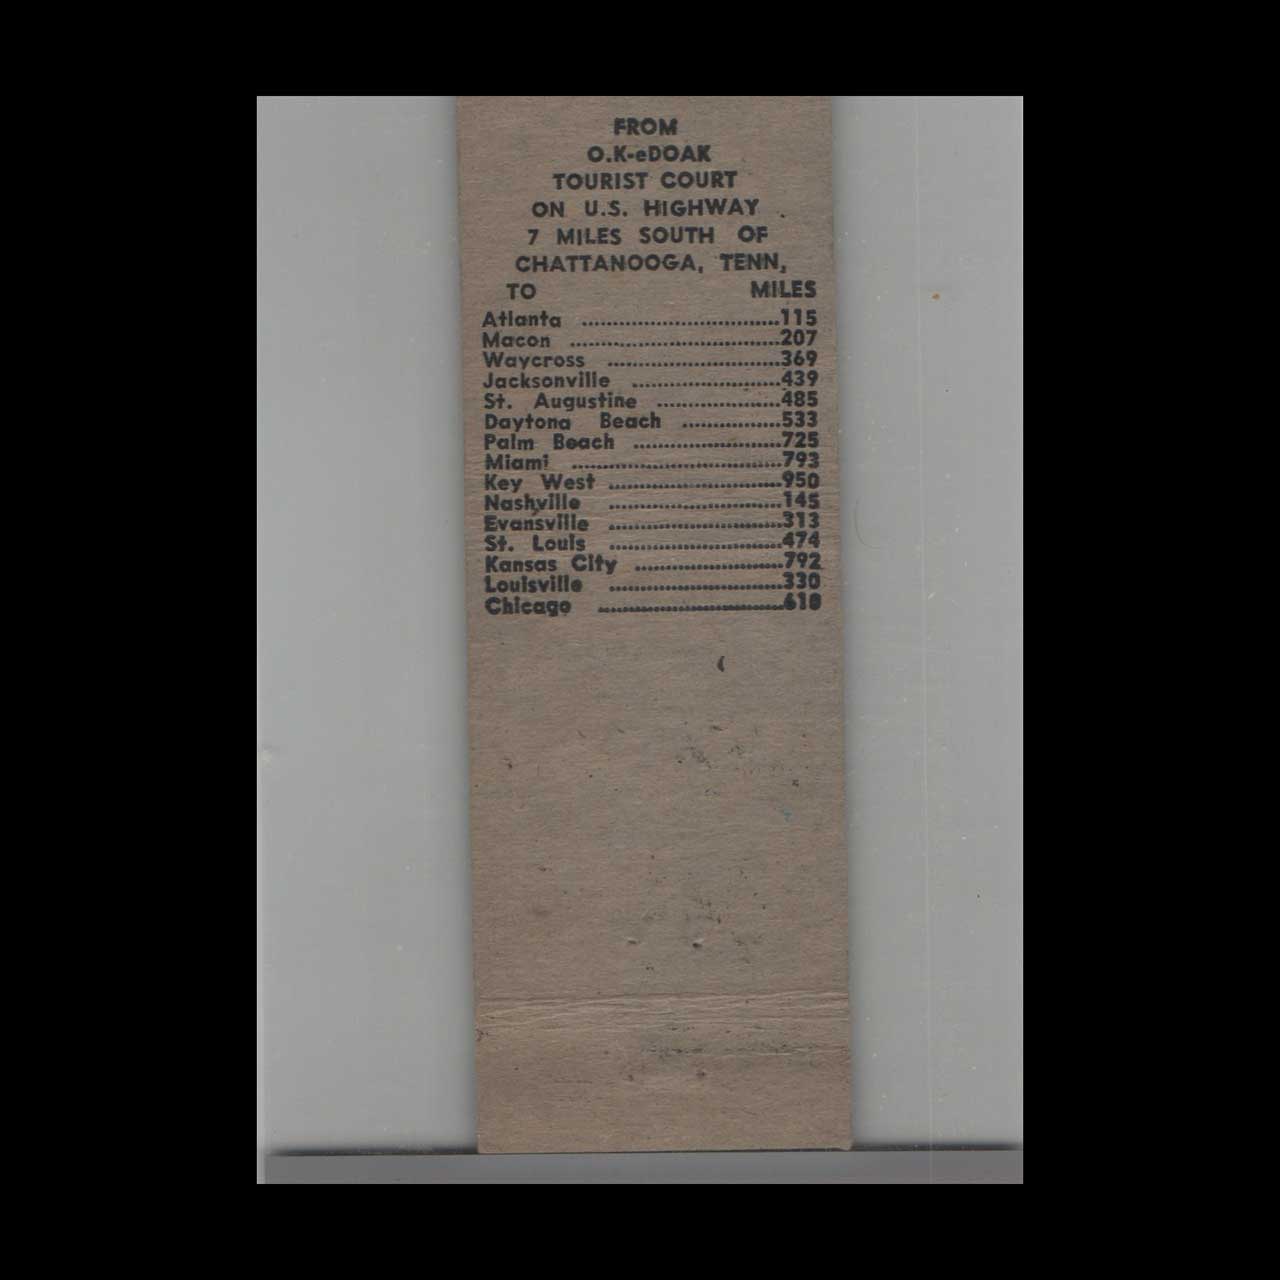 FROM
O.K-eDOAK
TOURIST COURT
ON U.S. HIGHWAY
7 MILES SOUTH OF
CHATTANOOGA, TENN,
TO MILES
Atlanta ..............................115
Macon ................................207
Waycross ..........................369
Jacksonville ......................439
St. Augustine ...................485
Daytona Beach ...............533
Palm Beach ......................725
Miami ................................793
Key West ..........................950
Nashville ..........................145
Evansville ..........................313
St. Louis ..........................474
Kansas City ......................792
Louisville ..........................330
Chicago ............................618